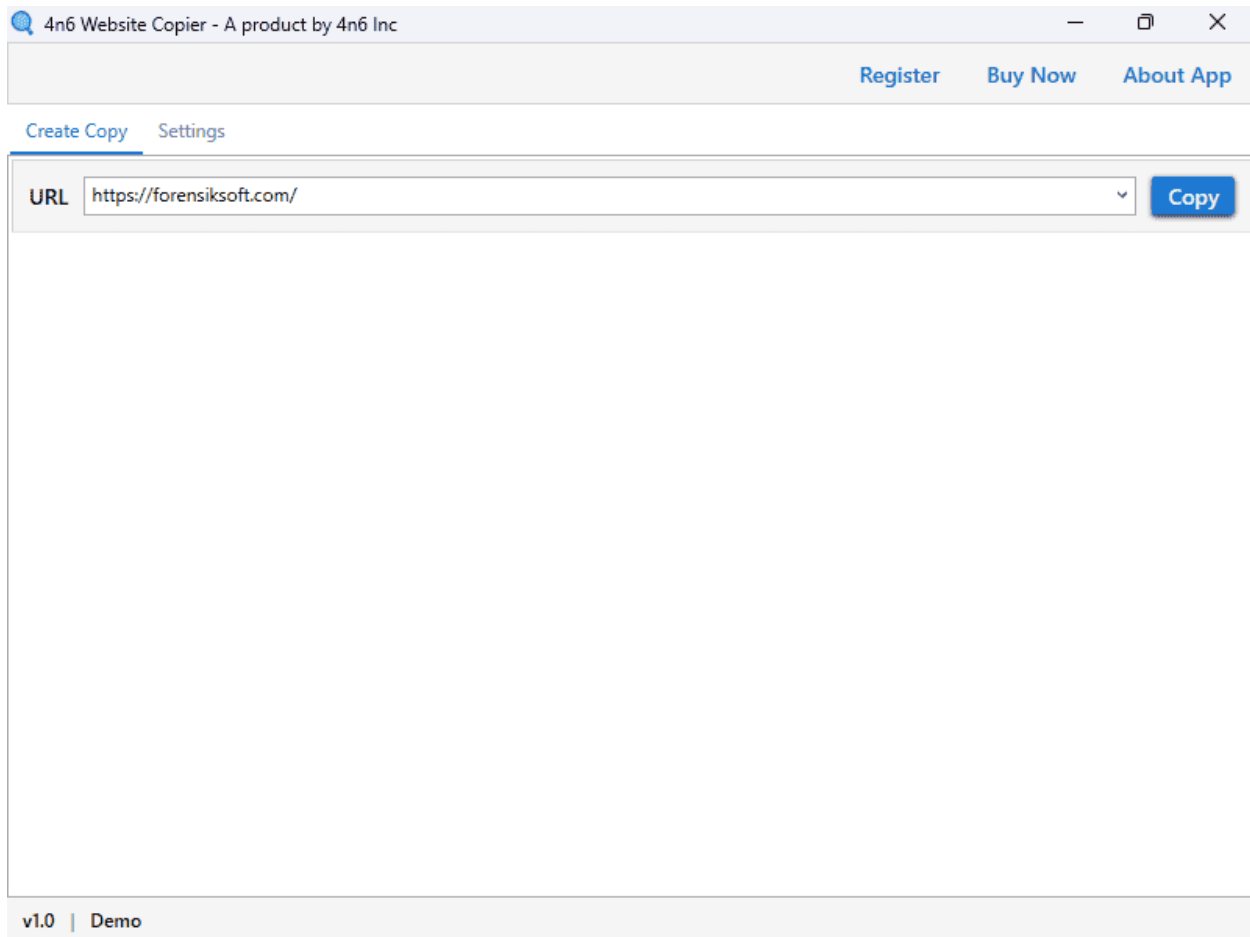 4n6 Website Copier - A product by 4n6 Inc
Register Buy Now About App
Create Copy Settings
URL https://forensiksoft.com/ Copy
v1.0 | Demo